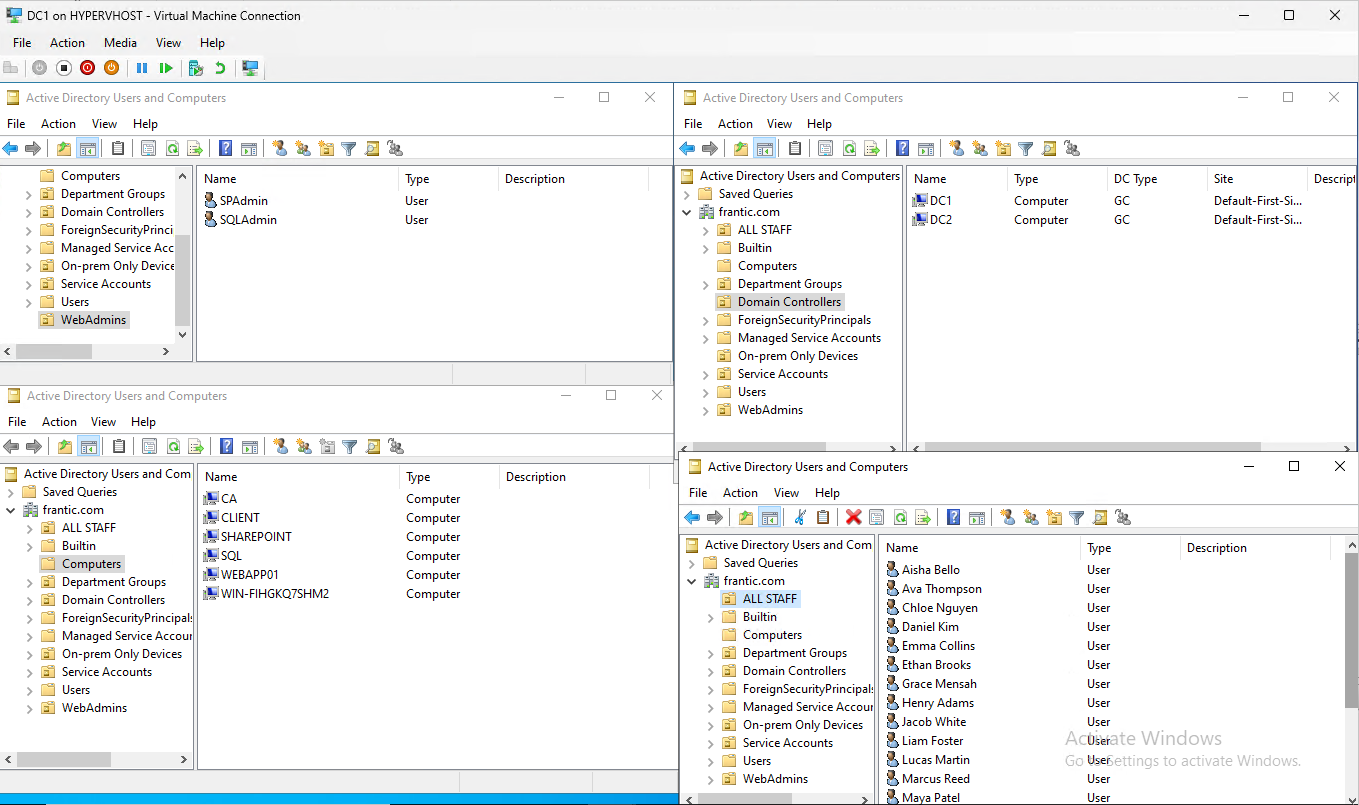 DC1 on HYPERVHOST - Virtual Machine Connection
File Action Media View Help
Active Directory Users and Computers
File Action View Help
Computers
Department Groups
Domain Controllers
ForeignSecurityPrinci
Managed Service Acc
On-prem Only Device
Service Accounts
Users
WebAdmins
Name Type Description
SPAdmin User
SQLAdmin User
Active Directory Users and Computers
File Action View Help
Active Directory Users and Computers
Saved Queries
frantic.com
ALL STAFF
Builtin
Computers
Department Groups
Domain Controllers
ForeignSecurityPrincipals
Managed Service Accounts
On-prem Only Devices
Service Accounts
Users
WebAdmins
Name Type DC Type Site Descript
DC1 Computer GC Default-First-Si...
DC2 Computer GC Default-First-Si...
Active Directory Users and Computers
File Action View Help
Active Directory Users and Com
Saved Queries
frantic.com
ALL STAFF
Builtin
Computers
Department Groups
Domain Controllers
ForeignSecurityPrincipals
Managed Service Accour
On-prem Only Devices
Service Accounts
Users
WebAdmins
Name Type Description
CA Computer
CLIENT Computer
SHAREPOINT Computer
SQL Computer
WEBAPP01 Computer
WIN-FIHGKQ7SHM2 Computer
Active Directory Users and Computers
File Action View Help
Active Directory Users and Com
Saved Queries
frantic.com
ALL STAFF
Builtin
Computers
Department Groups
Domain Controllers
ForeignSecurityPrincipals
Managed Service Accour
On-prem Only Devices
Service Accounts
Users
WebAdmins
Name Type Description
Aisha Bello User
Ava Thompson User
Chloe Nguyen User
Daniel Kim User
Emma Collins User
Ethan Brooks User
Grace Mensah User
Henry Adams User
Jacob White User
Liam Foster User
Lucas Martin User
Marcus Reed User
Maya Patel User
Activate Windows
Go to Settings to activate Windows.